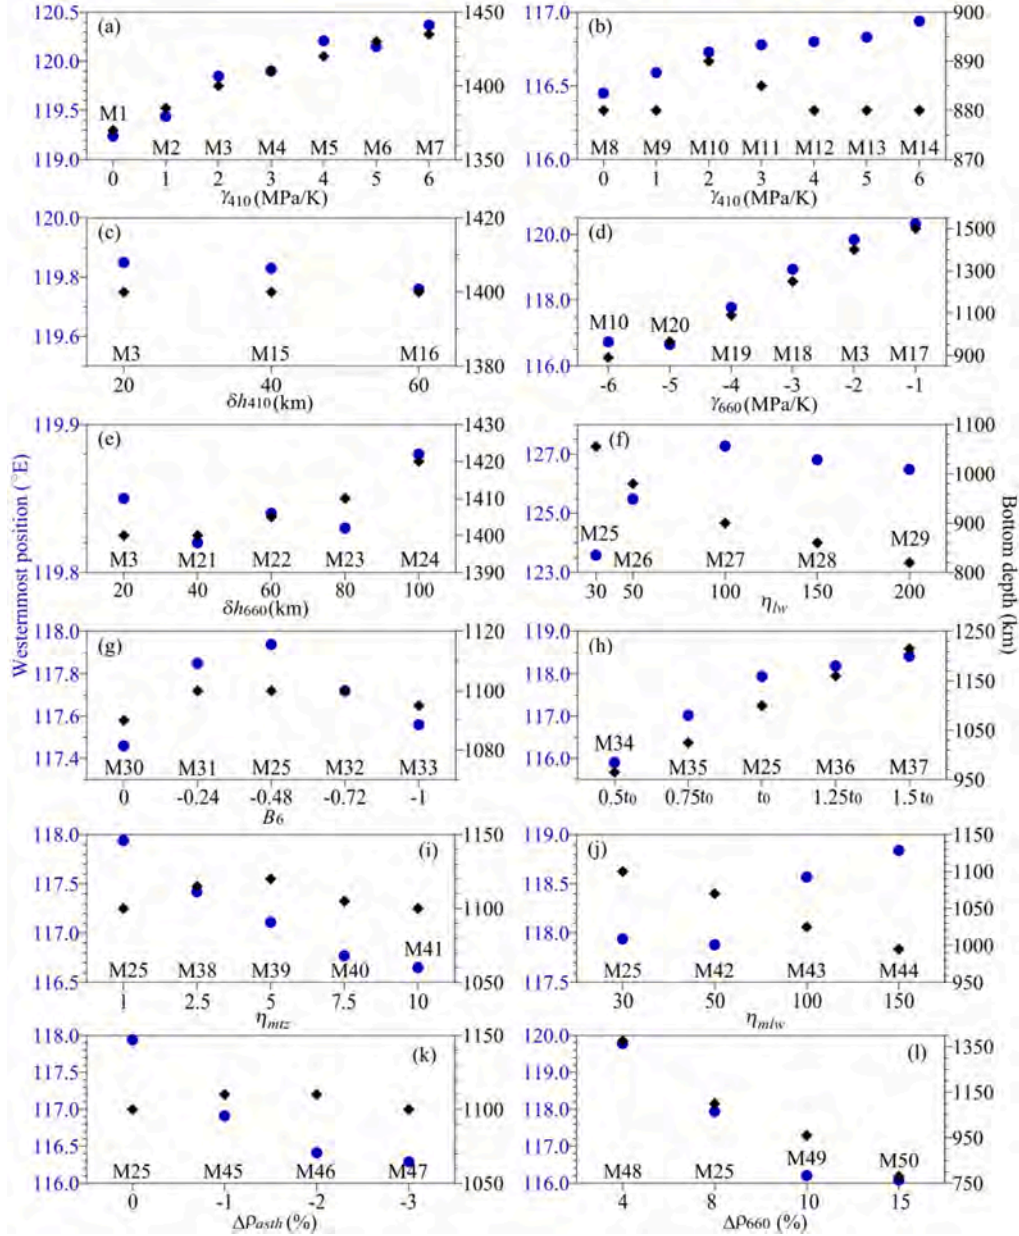 Westernmost position (°E)
Bottom depth (km)
(a)
120.5
120.0
119.5
119.0
1450
1400
1350
M1 M2 M3 M4 M5 M6 M7
0 1 2 3 4 5 6
γ410 (MPa/K)
(b)
117.0
116.5
116.0
900
890
880
870
M8 M9 M10 M11 M12 M13 M14
0 1 2 3 4 5 6
γ410 (MPa/K)
(c)
120.0
119.8
119.6
1420
1400
1380
M3 M15 M16
20 40 60
δh410 (km)
(d)
120.0
118.0
116.0
1500
1300
1100
900
M10 M20 M19 M18 M3 M17
-6 -5 -4 -3 -2 -1
γ660 (MPa/K)
(e)
119.9
119.8
1430
1420
1410
1400
1390
M3 M21 M22 M23 M24
20 40 60 80 100
δh660 (km)
(f)
127.0
125.0
123.0
1100
1000
900
800
M25 M26 M27 M28 M29
30 50 100 150 200
ηlw
(g)
118.0
117.8
117.6
117.4
1120
1100
1080
M30 M31 M25 M32 M33
0 -0.24 -0.48 -0.72 -1
B6
(h)
119.0
118.0
117.0
116.0
1250
1150
1050
950
M34 M35 M25 M36 M37
0.5t0 0.75t0 t0 1.25t0 1.5t0
(i)
118.0
117.5
117.0
116.5
1150
1100
1050
M25 M38 M39 M40 M41
1 2.5 5 7.5 10
ηmtz
(j)
119.0
118.5
118.0
117.5
1150
1100
1050
1000
950
M25 M42 M43 M44
30 50 100 150
ηmlw
(k)
118.0
117.5
117.0
116.5
116.0
1150
1100
1050
M25 M45 M46 M47
0 -1 -2 -3
Δρasth (%)
(l)
120.0
119.0
118.0
117.0
116.0
1350
1150
950
750
M48 M25 M49 M50
4 8 10 15
Δρ660 (%)